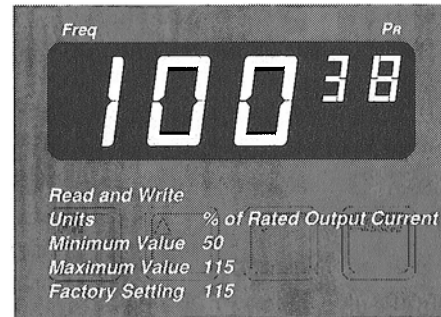 Freq PR
100 38
Read and Write
Units % of Rated Output Current
Minimum Value 50
Maximum Value 115
Factory Setting 115